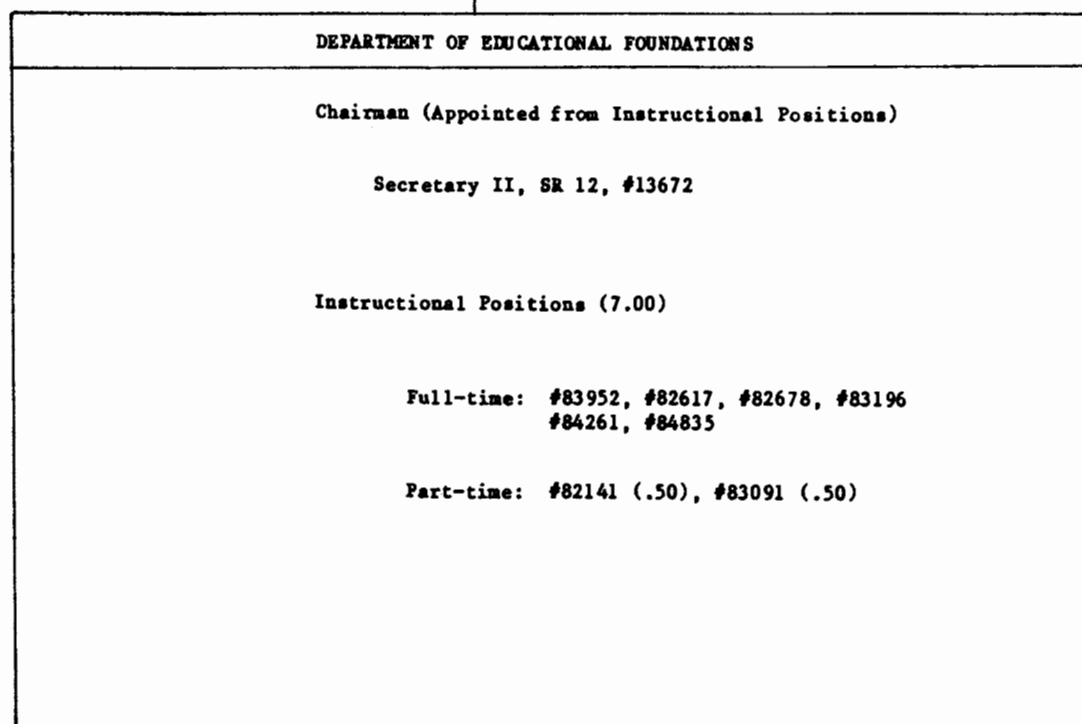 DEPARTMENT OF EDUCATIONAL FOUNDATIONS
Chairman (Appointed from Instructional Positions)
Secretary II, SR 12, #13672
Instructional Positions (7.00)
Full-time: #83952, #82617, #82678, #83196
#84261, #84835
Part-time: #82141 (.50), #83091 (.50)